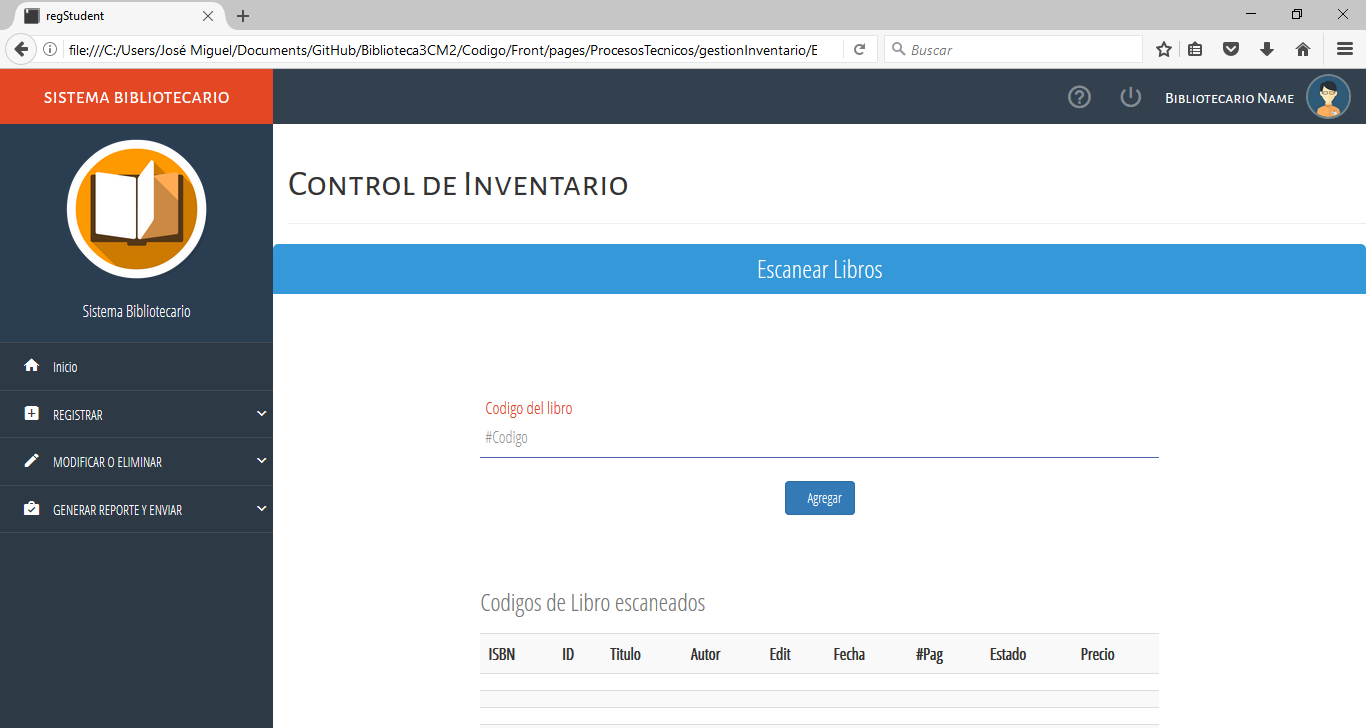 regStudent
file:///C:/Users/José Miguel/Documents/GitHub/Biblioteca3CM2/Codigo/Front/pages/ProcesosTecnicos/gestionInventario/E
Buscar
SISTEMA BIBLIOTECARIO
Bibliotecario Name
Sistema Bibliotecario
Inicio
REGISTRAR
MODIFICAR O ELIMINAR
GENERAR REPORTE Y ENVIAR
Control de Inventario
Escanear Libros
Codigo del libro
#Codigo
Agregar
Codigos de Libro escaneados
ISBN ID Titulo Autor Edit Fecha #Pag Estado Precio